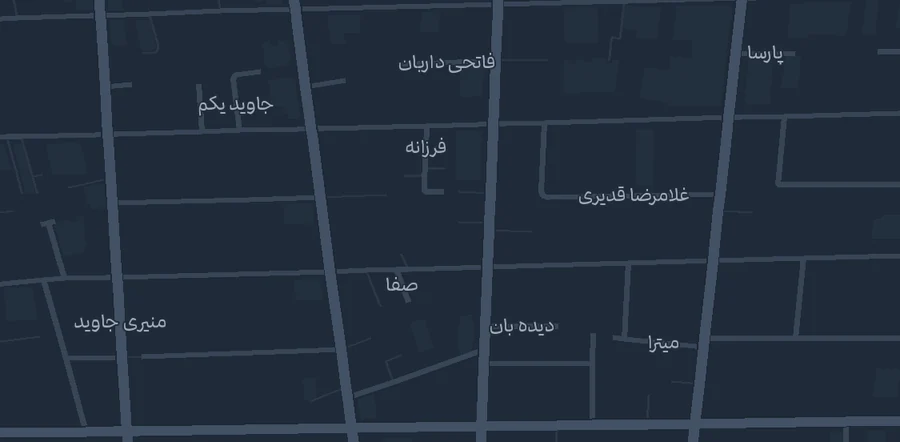 پارسا
فاتحی داریان
جاوید یکم
فرزانه
غلامرضا قدیری
صفا
منیری جاوید
دیده بان
میترا